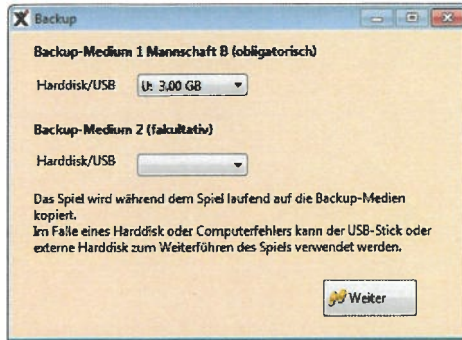 Backup
Backup-Medium 1 Mannschaft B (obligatorisch)
Harddisk/USB U: 3,00 GB
Backup-Medium 2 (fakultativ)
Harddisk/USB
Das Spiel wird während dem Spiel laufend auf die Backup-Medien
kopiert.
Im Falle eines Harddisk oder Computerfehlers kann der USB-Stick oder
externe Harddisk zum Weiterführen des Spiels verwendet werden.
Weiter